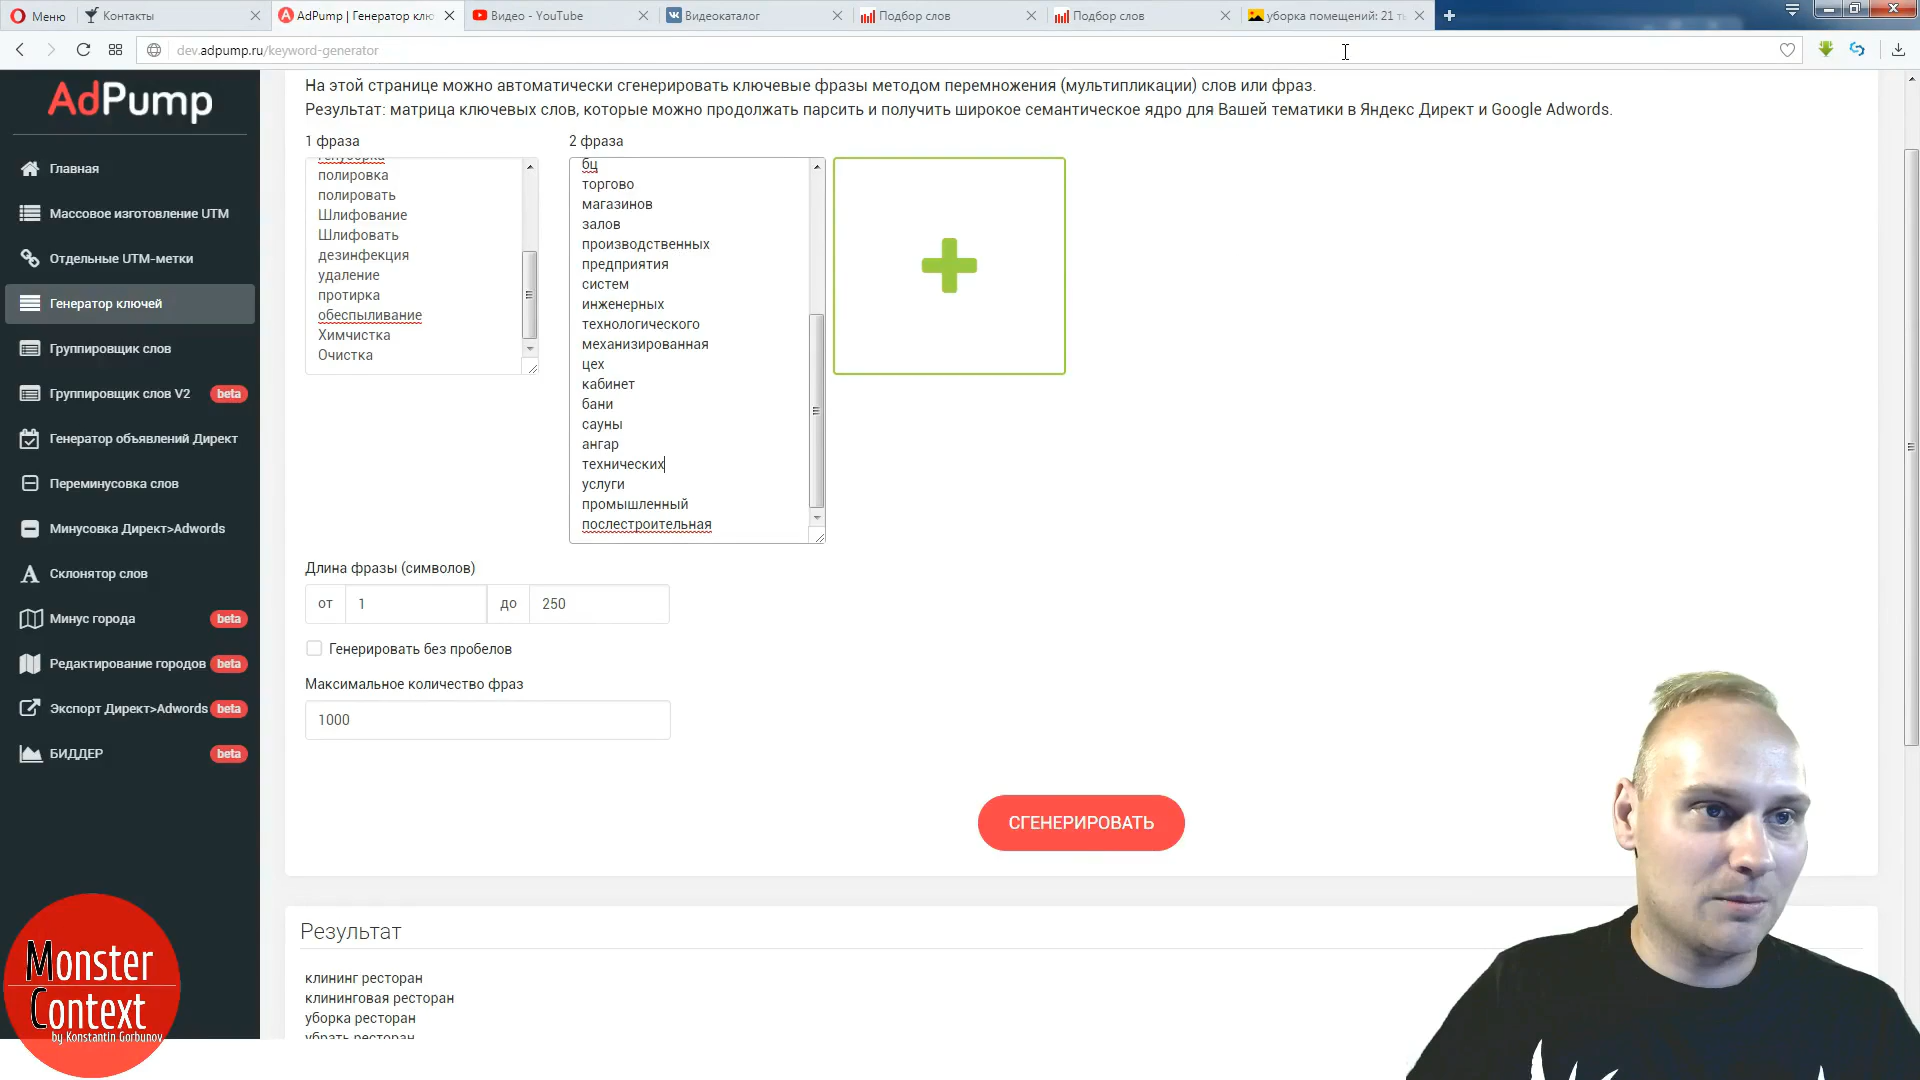 Меню
Контакты
AdPump | Генератор клю
Видео - YouTube
Видеокаталог
Подбор слов
Подбор слов
уборка помещений: 21 т
dev.adpump.ru/keyword-generator
AdPump
Главная
Массовое изготовление UTM
Отдельные UTM-метки
Генератор ключей
Группировщик слов
Группировщик слов V2 beta
Генератор объявлений Директ
Переминусовка слов
Минусовка Директ>Adwords
Склонятор слов
Минус города beta
Редактирование городов beta
Экспорт Директ>Adwords beta
БИДДЕР beta
На этой странице можно автоматически сгенерировать ключевые фразы методом перемножения (мультипликации) слов или фраз.
Результат: матрица ключевых слов, которые можно продолжать парсить и получить широкое семантическое ядро для Вашей тематики в Яндекс Директ и Google Adwords.
1 фраза
генуборка
полировка
полировать
Шлифование
Шлифовать
дезинфекция
удаление
протирка
обеспыливание
Химчистка
Очистка
2 фраза
бц
торгово
магазинов
залов
производственных
предприятия
систем
инженерных
технологического
механизированная
цех
кабинет
бани
сауны
ангар
технических
услуги
промышленный
послестроительная
Длина фразы (символов)
от 1 до 250
Генерировать без пробелов
Максимальное количество фраз
1000
СГЕНЕРИРОВАТЬ
Результат
клининг ресторан
клининговая ресторан
уборка ресторан
убрать ресторан
Monster
Context
by Konstantin Gorbunov